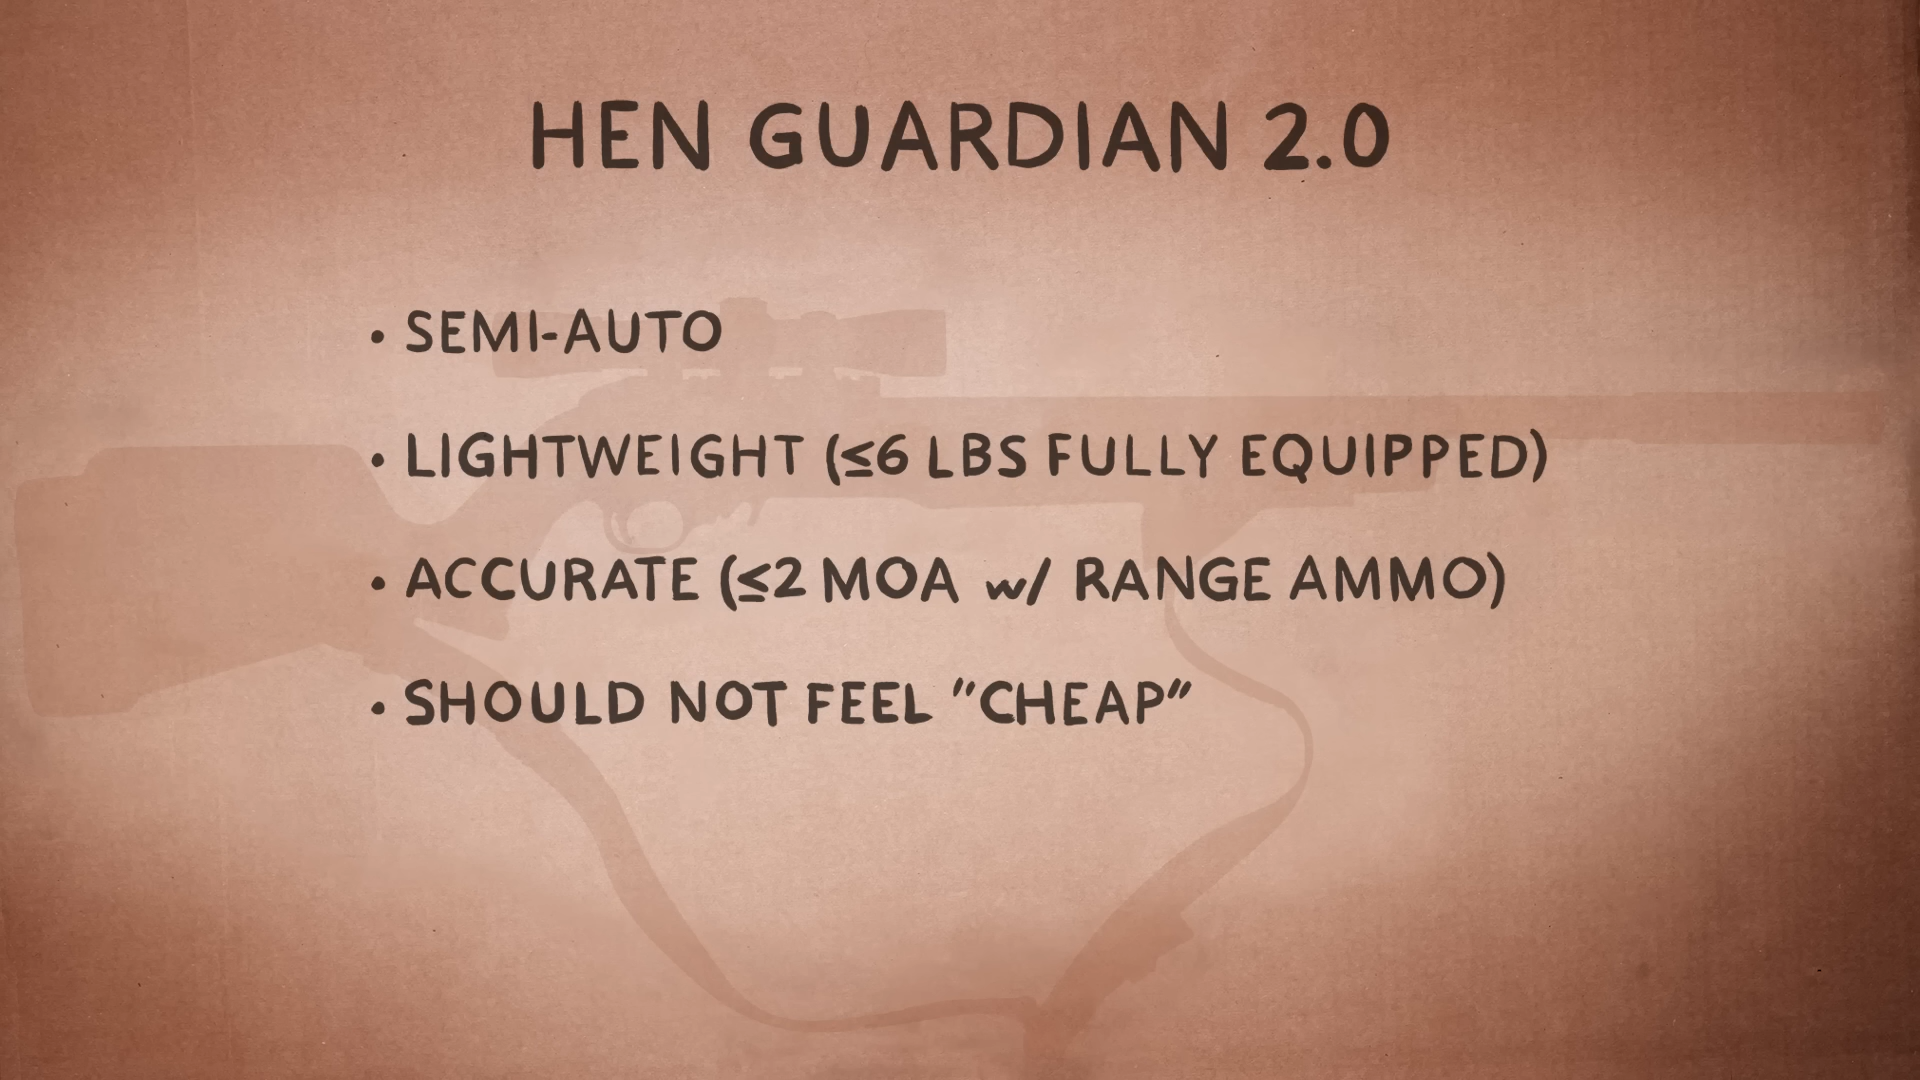 HEN GUARDIAN 2.0
• SEMI-AUTO
• LIGHTWEIGHT (≤6 LBS FULLY EQUIPPED)
• ACCURATE (≤2 MOA w/ RANGE AMMO)
• SHOULD NOT FEEL "CHEAP"